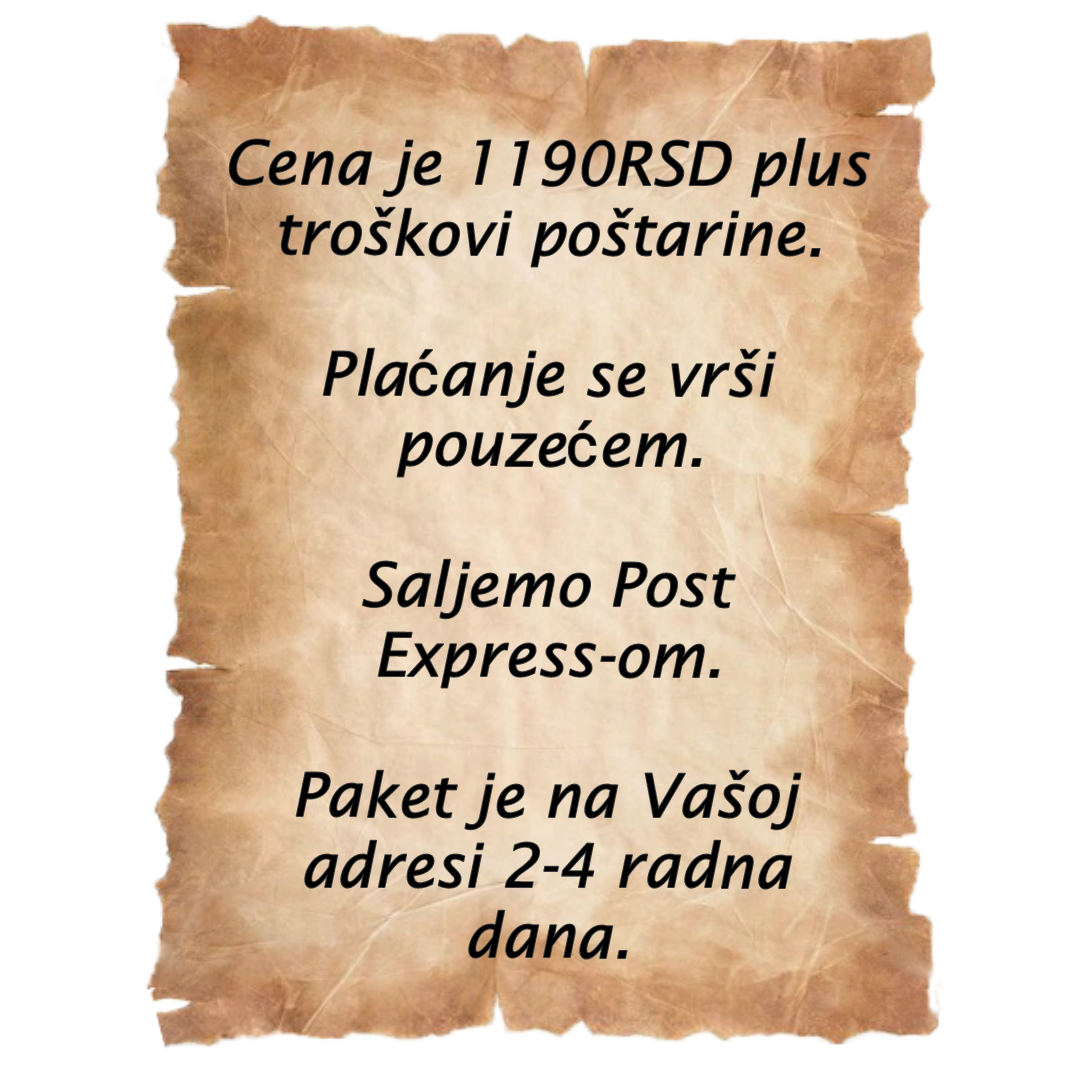 Cena je 1190RSD plus
troškovi poštarine.
Plaćanje se vrši
pouzećem.
Saljemo Post
Express-om.
Paket je na Vašoj
adresi 2-4 radna
dana.